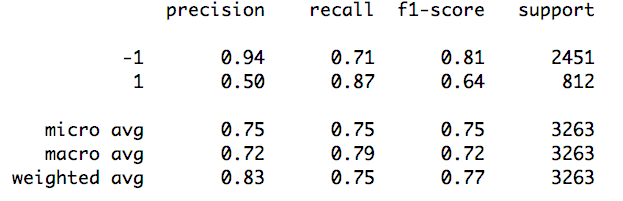 precision recall f1-score support
-1 0.94 0.71 0.81 2451
1 0.50 0.87 0.64 812
micro avg 0.75 0.75 0.75 3263
macro avg 0.72 0.79 0.72 3263
weighted avg 0.83 0.75 0.77 3263